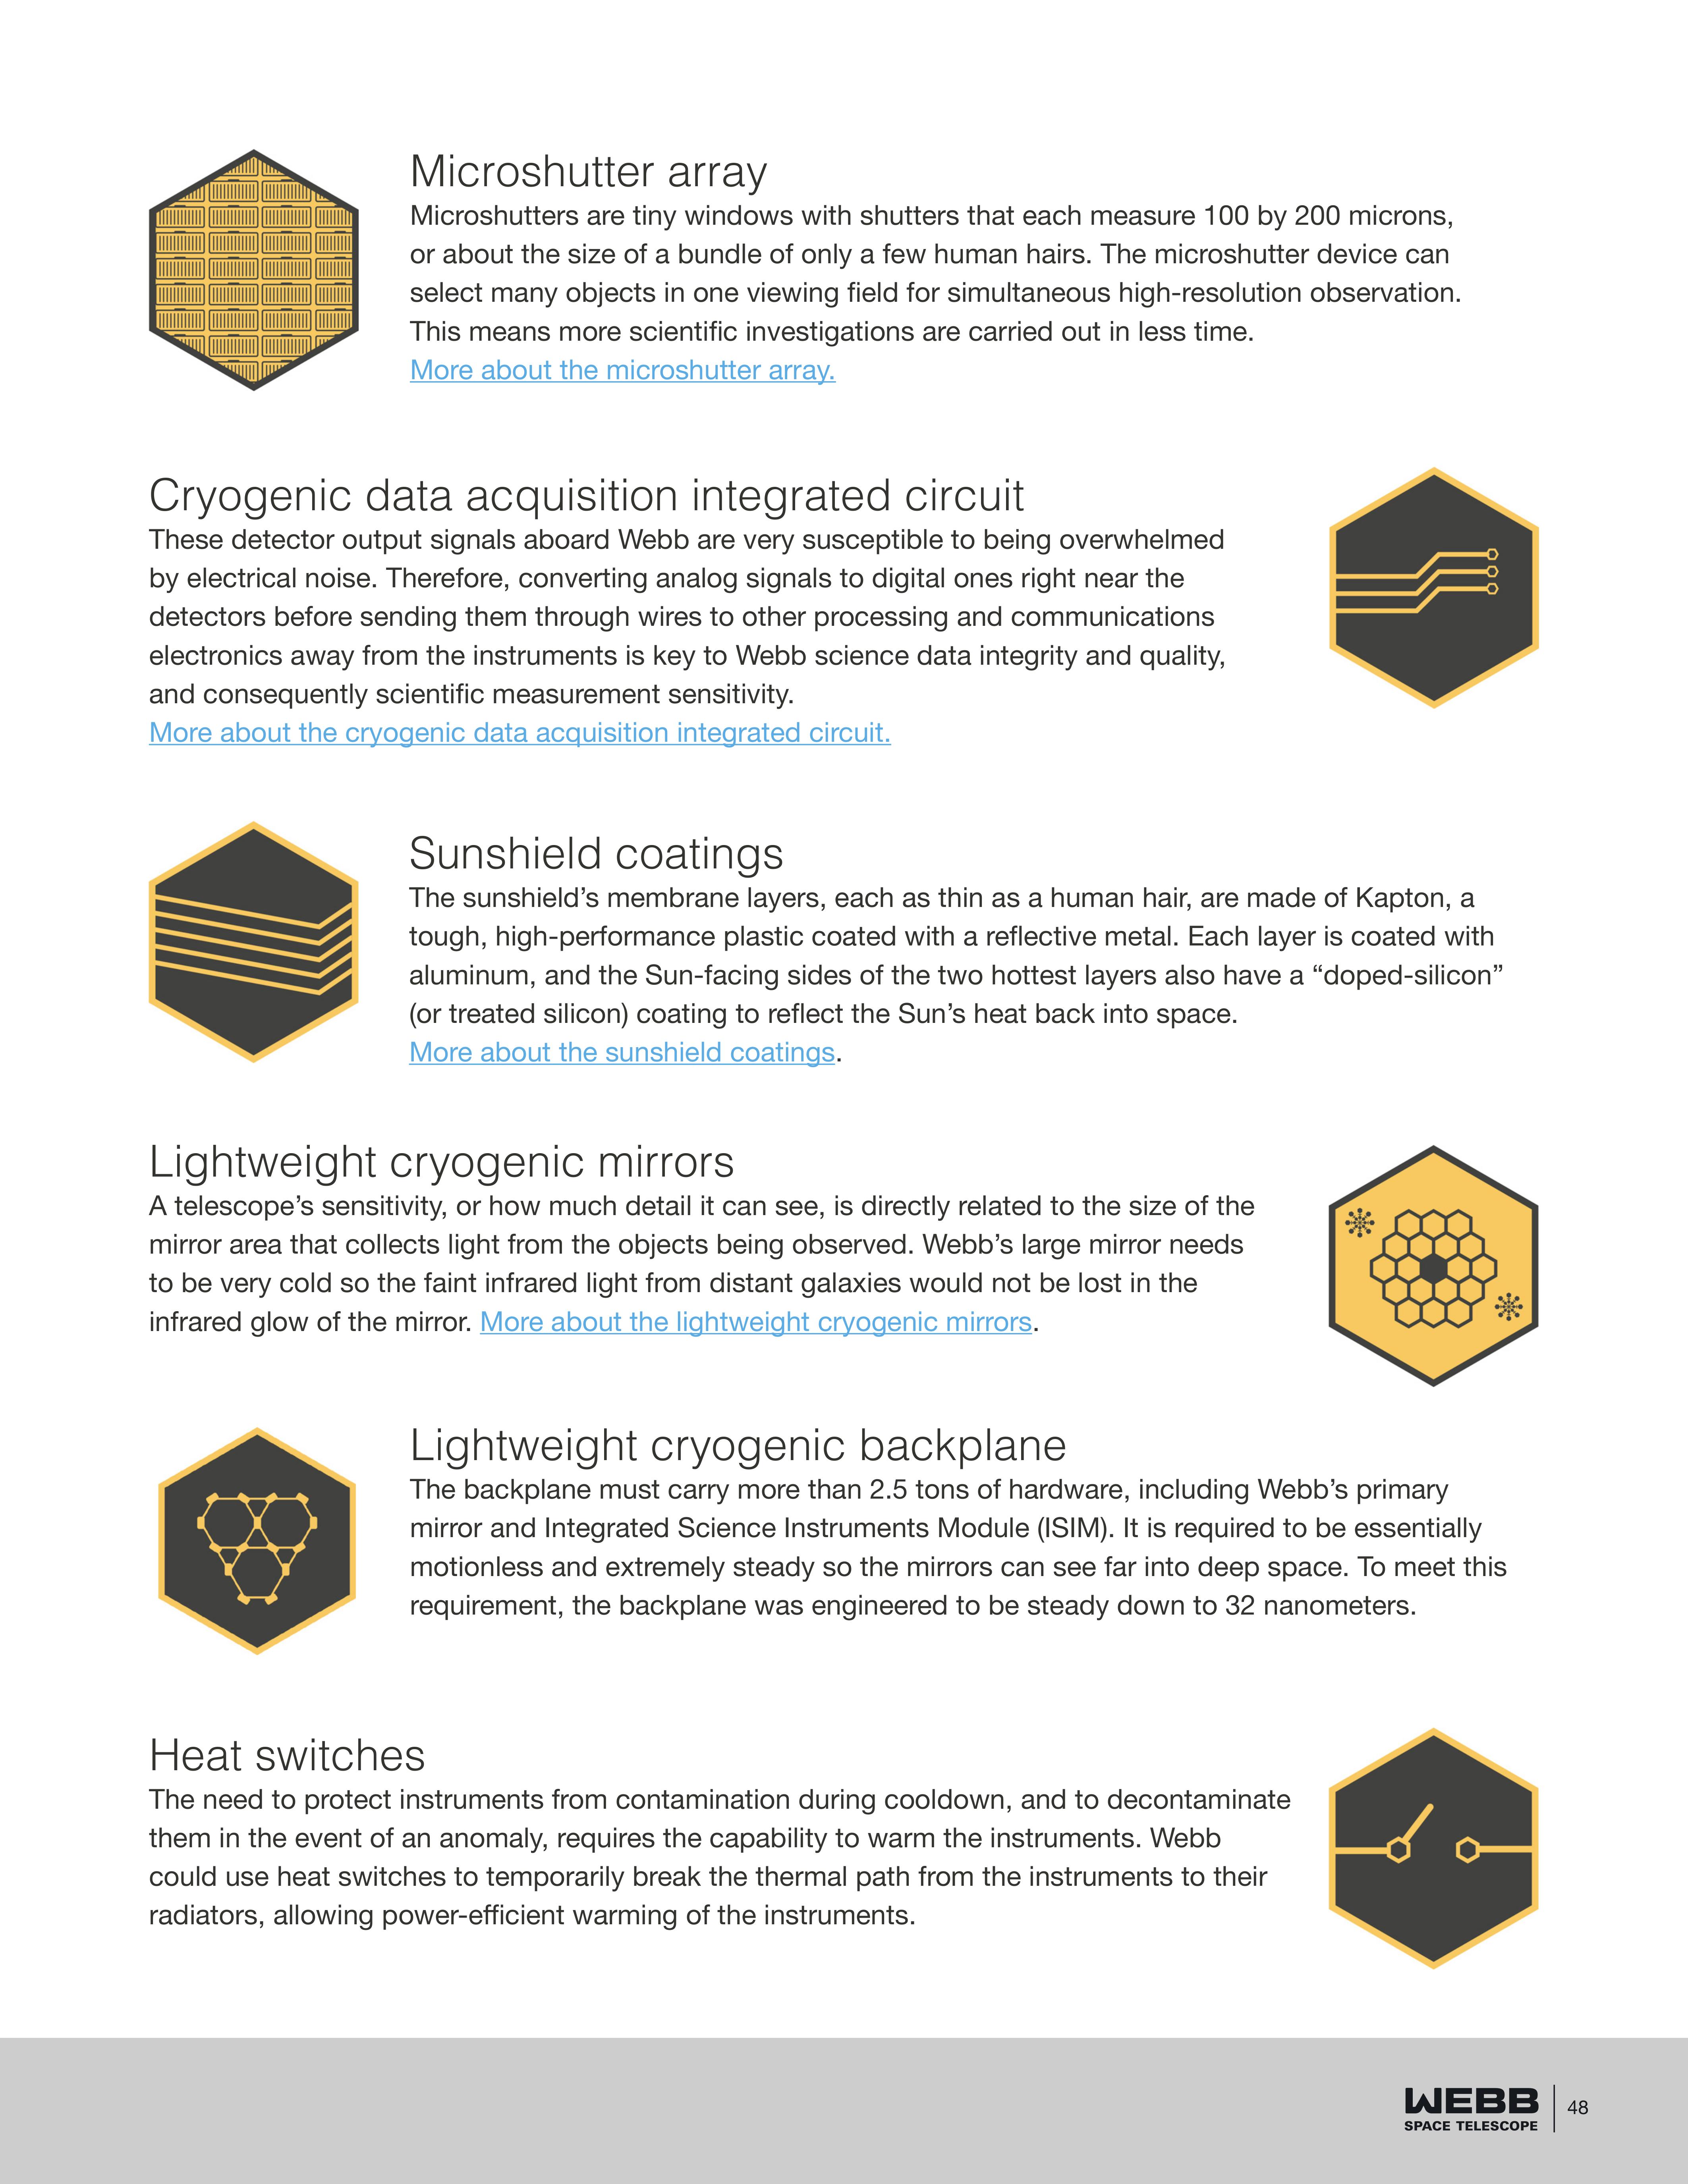 Microshutter array
Microshutters are tiny windows with shutters that each measure 100 by 200 microns,
or about the size of a bundle of only a few human hairs. The microshutter device can
select many objects in one viewing field for simultaneous high-resolution observation.
This means more scientific investigations are carried out in less time.
More about the microshutter array.
Cryogenic data acquisition integrated circuit
These detector output signals aboard Webb are very susceptible to being overwhelmed
by electrical noise. Therefore, converting analog signals to digital ones right near the
detectors before sending them through wires to other processing and communications
electronics away from the instruments is key to Webb science data integrity and quality,
and consequently scientific measurement sensitivity.
More about the cryogenic data acquisition integrated circuit.
Sunshield coatings
The sunshield’s membrane layers, each as thin as a human hair, are made of Kapton, a
tough, high-performance plastic coated with a reflective metal. Each layer is coated with
aluminum, and the Sun-facing sides of the two hottest layers also have a “doped-silicon”
(or treated silicon) coating to reflect the Sun’s heat back into space.
More about the sunshield coatings.
Lightweight cryogenic mirrors
A telescope’s sensitivity, or how much detail it can see, is directly related to the size of the
mirror area that collects light from the objects being observed. Webb’s large mirror needs
to be very cold so the faint infrared light from distant galaxies would not be lost in the
infrared glow of the mirror. More about the lightweight cryogenic mirrors.
Lightweight cryogenic backplane
The backplane must carry more than 2.5 tons of hardware, including Webb’s primary
mirror and Integrated Science Instruments Module (ISIM). It is required to be essentially
motionless and extremely steady so the mirrors can see far into deep space. To meet this
requirement, the backplane was engineered to be steady down to 32 nanometers.
Heat switches
The need to protect instruments from contamination during cooldown, and to decontaminate
them in the event of an anomaly, requires the capability to warm the instruments. Webb
could use heat switches to temporarily break the thermal path from the instruments to their
radiators, allowing power-efficient warming of the instruments.
WEBB
SPACE TELESCOPE
48